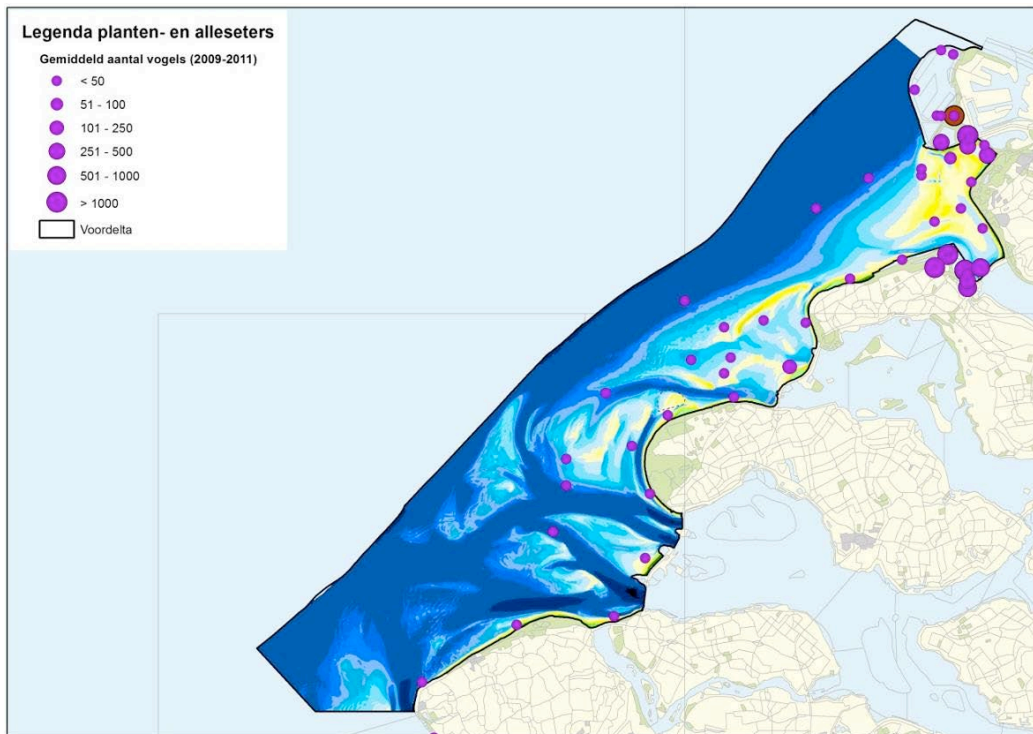 Legenda planten- en alleseters
Gemiddeld aantal vogels (2009-2011)
< 50
51 - 100
101 - 250
251 - 500
501 - 1000
> 1000
Voordelta